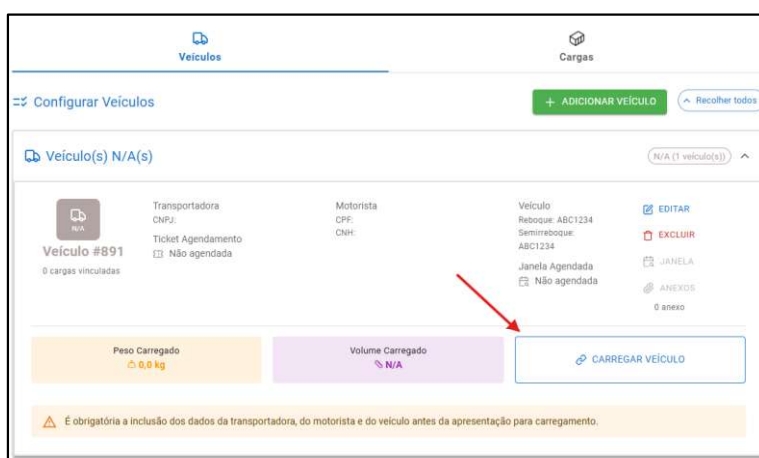 Veículos
Cargas
Configurar Veículos
+ ADICIONAR VEÍCULO
Recolher todos
Veículo(s) N/A(s)
N/A (1 veículo(s))
N/A
Veículo #891
0 cargas vinculadas
Transportadora
CNPJ:
Ticket Agendamento
Não agendada
Motorista
CPF:
CNH:
Veículo
Reboque: ABC1234
Semirreboque:
ABC1234
Janela Agendada
Não agendada
EDITAR
EXCLUIR
JANELA
ANEXOS
0 anexo
Peso Carregado
0,0 kg
Volume Carregado
N/A
CARREGAR VEÍCULO
É obrigatória a inclusão dos dados da transportadora, do motorista e do veículo antes da apresentação para carregamento.